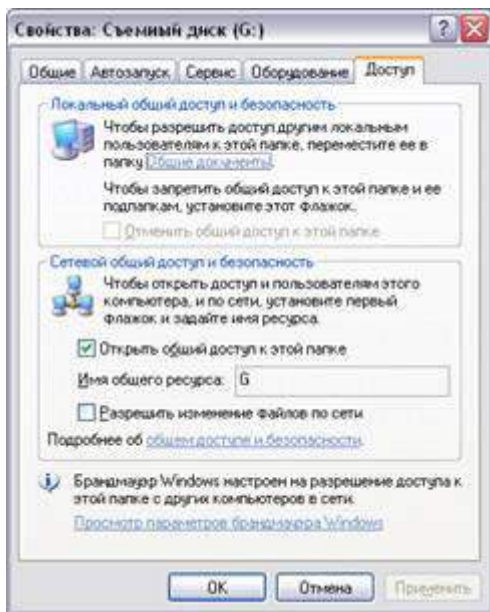 Свойства: Съемный диск (G:)
Общие Автозапуск Сервис Оборудование Доступ
Локальный общий доступ и безопасность
Чтобы разрешить доступ другим локальным
пользователям к этой папке, переместите ее в
папку Общие документы.
Чтобы запретить общий доступ к этой папке и ее
подпапкам, установите этот флажок.
Отменить общий доступ к этой папке
Сетевой общий доступ и безопасность
Чтобы открыть доступ и пользователям этого
компьютера, и по сети, установите первый
флажок и задайте имя ресурса.
Открыть общий доступ к этой папке
Имя общего ресурса: G
Разрешить изменение файлов по сети
Подробнее об общем доступе и безопасности.
Брандмауэр Windows настроен на разрешение доступа к
этой папке с других компьютеров в сети.
Просмотр параметров брандмауэра Windows
OK Отмена Применить